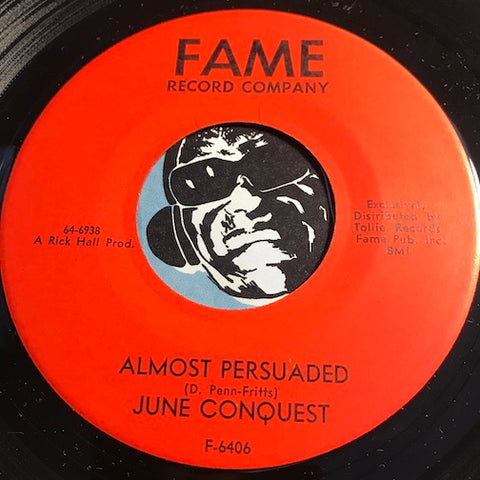 FAME
RECORD COMPANY
64-6938
A Rick Hall Prod.
Exclusively
Distributed by
Tollie Records
Fame Pub. Inc.
BMI
ALMOST PERSUADED
(D. Penn-Fritts)
JUNE CONQUEST
F-6406